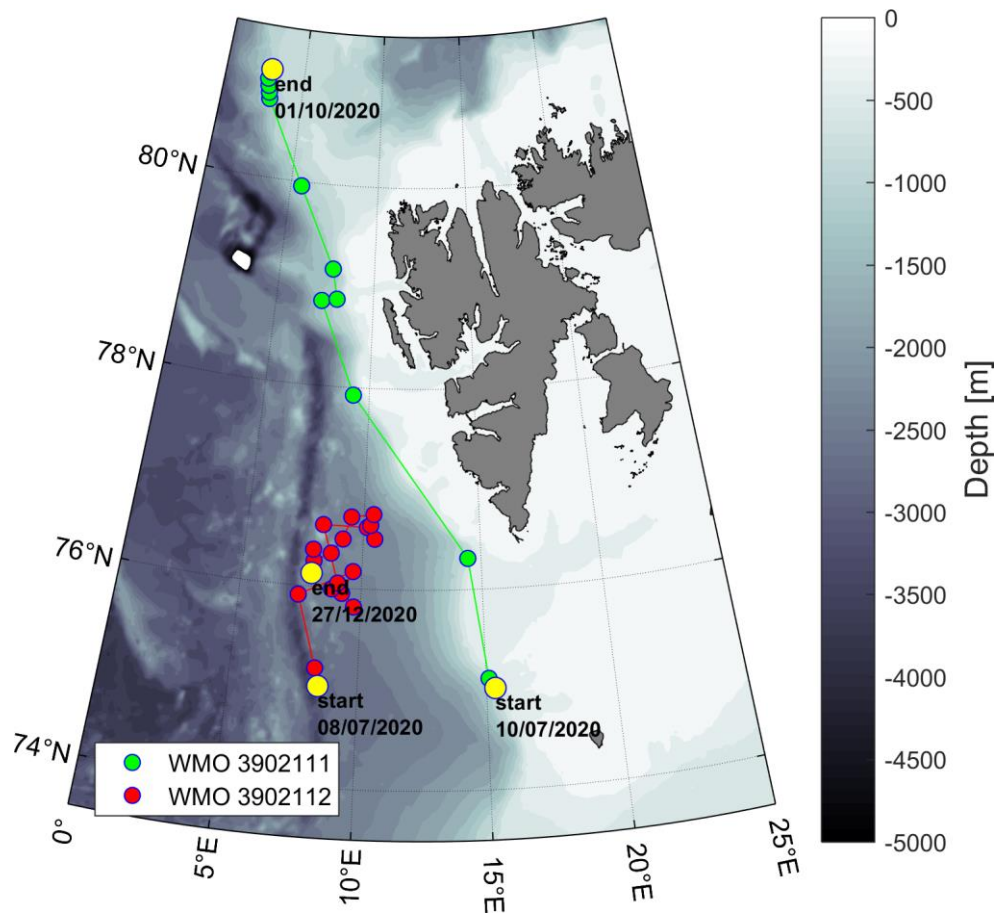 end
01/10/2020
80°N
78°N
76°N
74°N
end
27/12/2020
start
08/07/2020
start
10/07/2020
WMO 3902111
WMO 3902112
0°
5°E
10°E
15°E
20°E
25°E
0
-500
-1000
-1500
-2000
-2500
-3000
-3500
-4000
-4500
-5000
Depth [m]